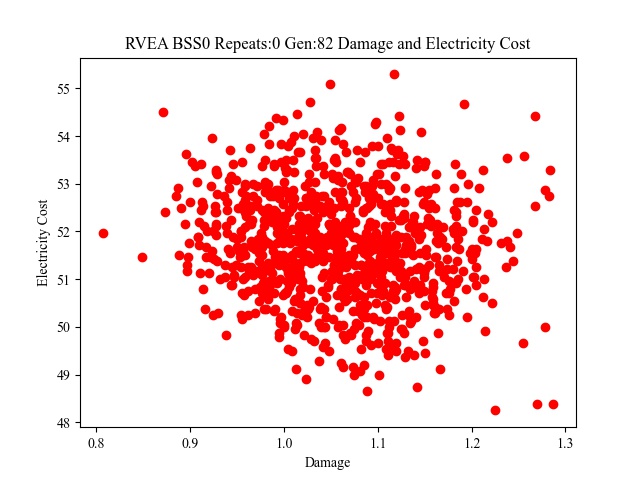 RVEA BSS0 Repeats:0 Gen:82 Damage and Electricity Cost
Electricity Cost
55
54
53
52
51
50
49
48
0.8 0.9 1.0 1.1 1.2 1.3
Damage